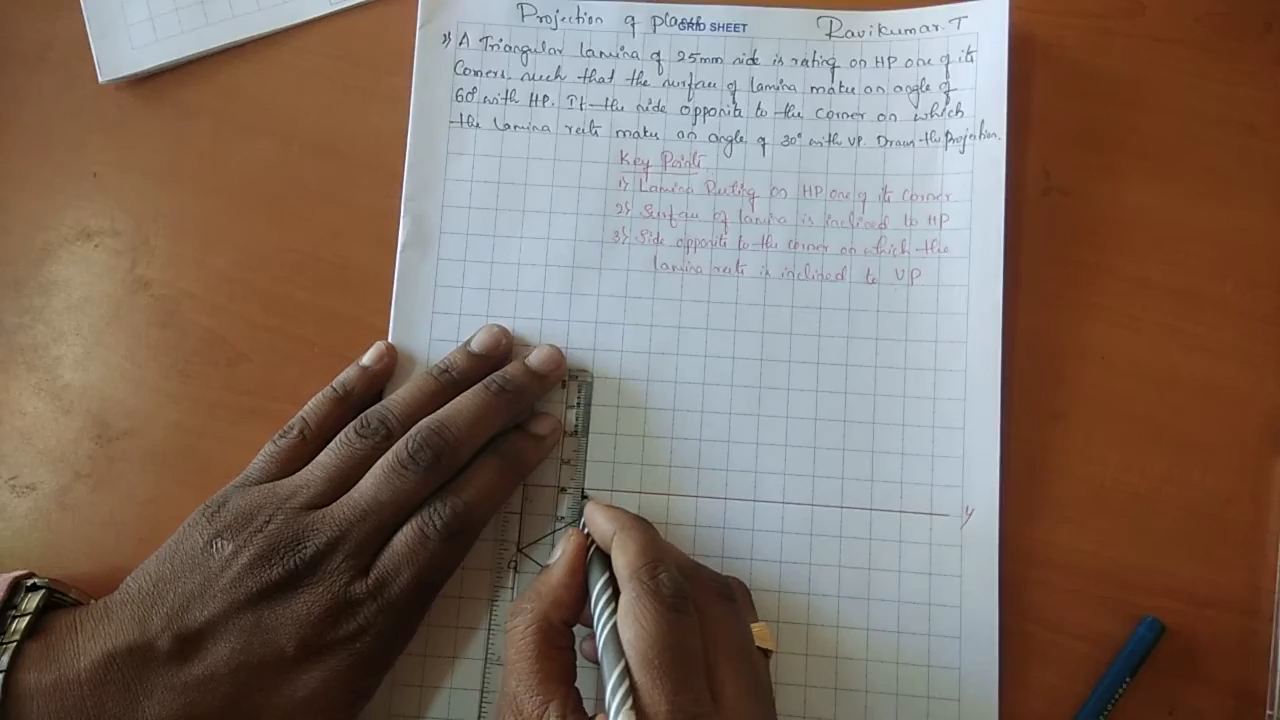 Projection of planes GRID SHEET Ravikumar.T
3) A Triangular lamina of 25mm side is resting on HP one of its
Corners such that the surface of lamina makes an angle of
60° with HP. If the side opposite to the corner on which
the lamina rests makes an angle of 30° with VP. Draw the projection.
Key Points
1) Lamina Resting on HP one of its corner
2) Surface of lamina is inclined to HP
3) Side opposite to the corner on which the
lamina rests is inclined to VP
y
a